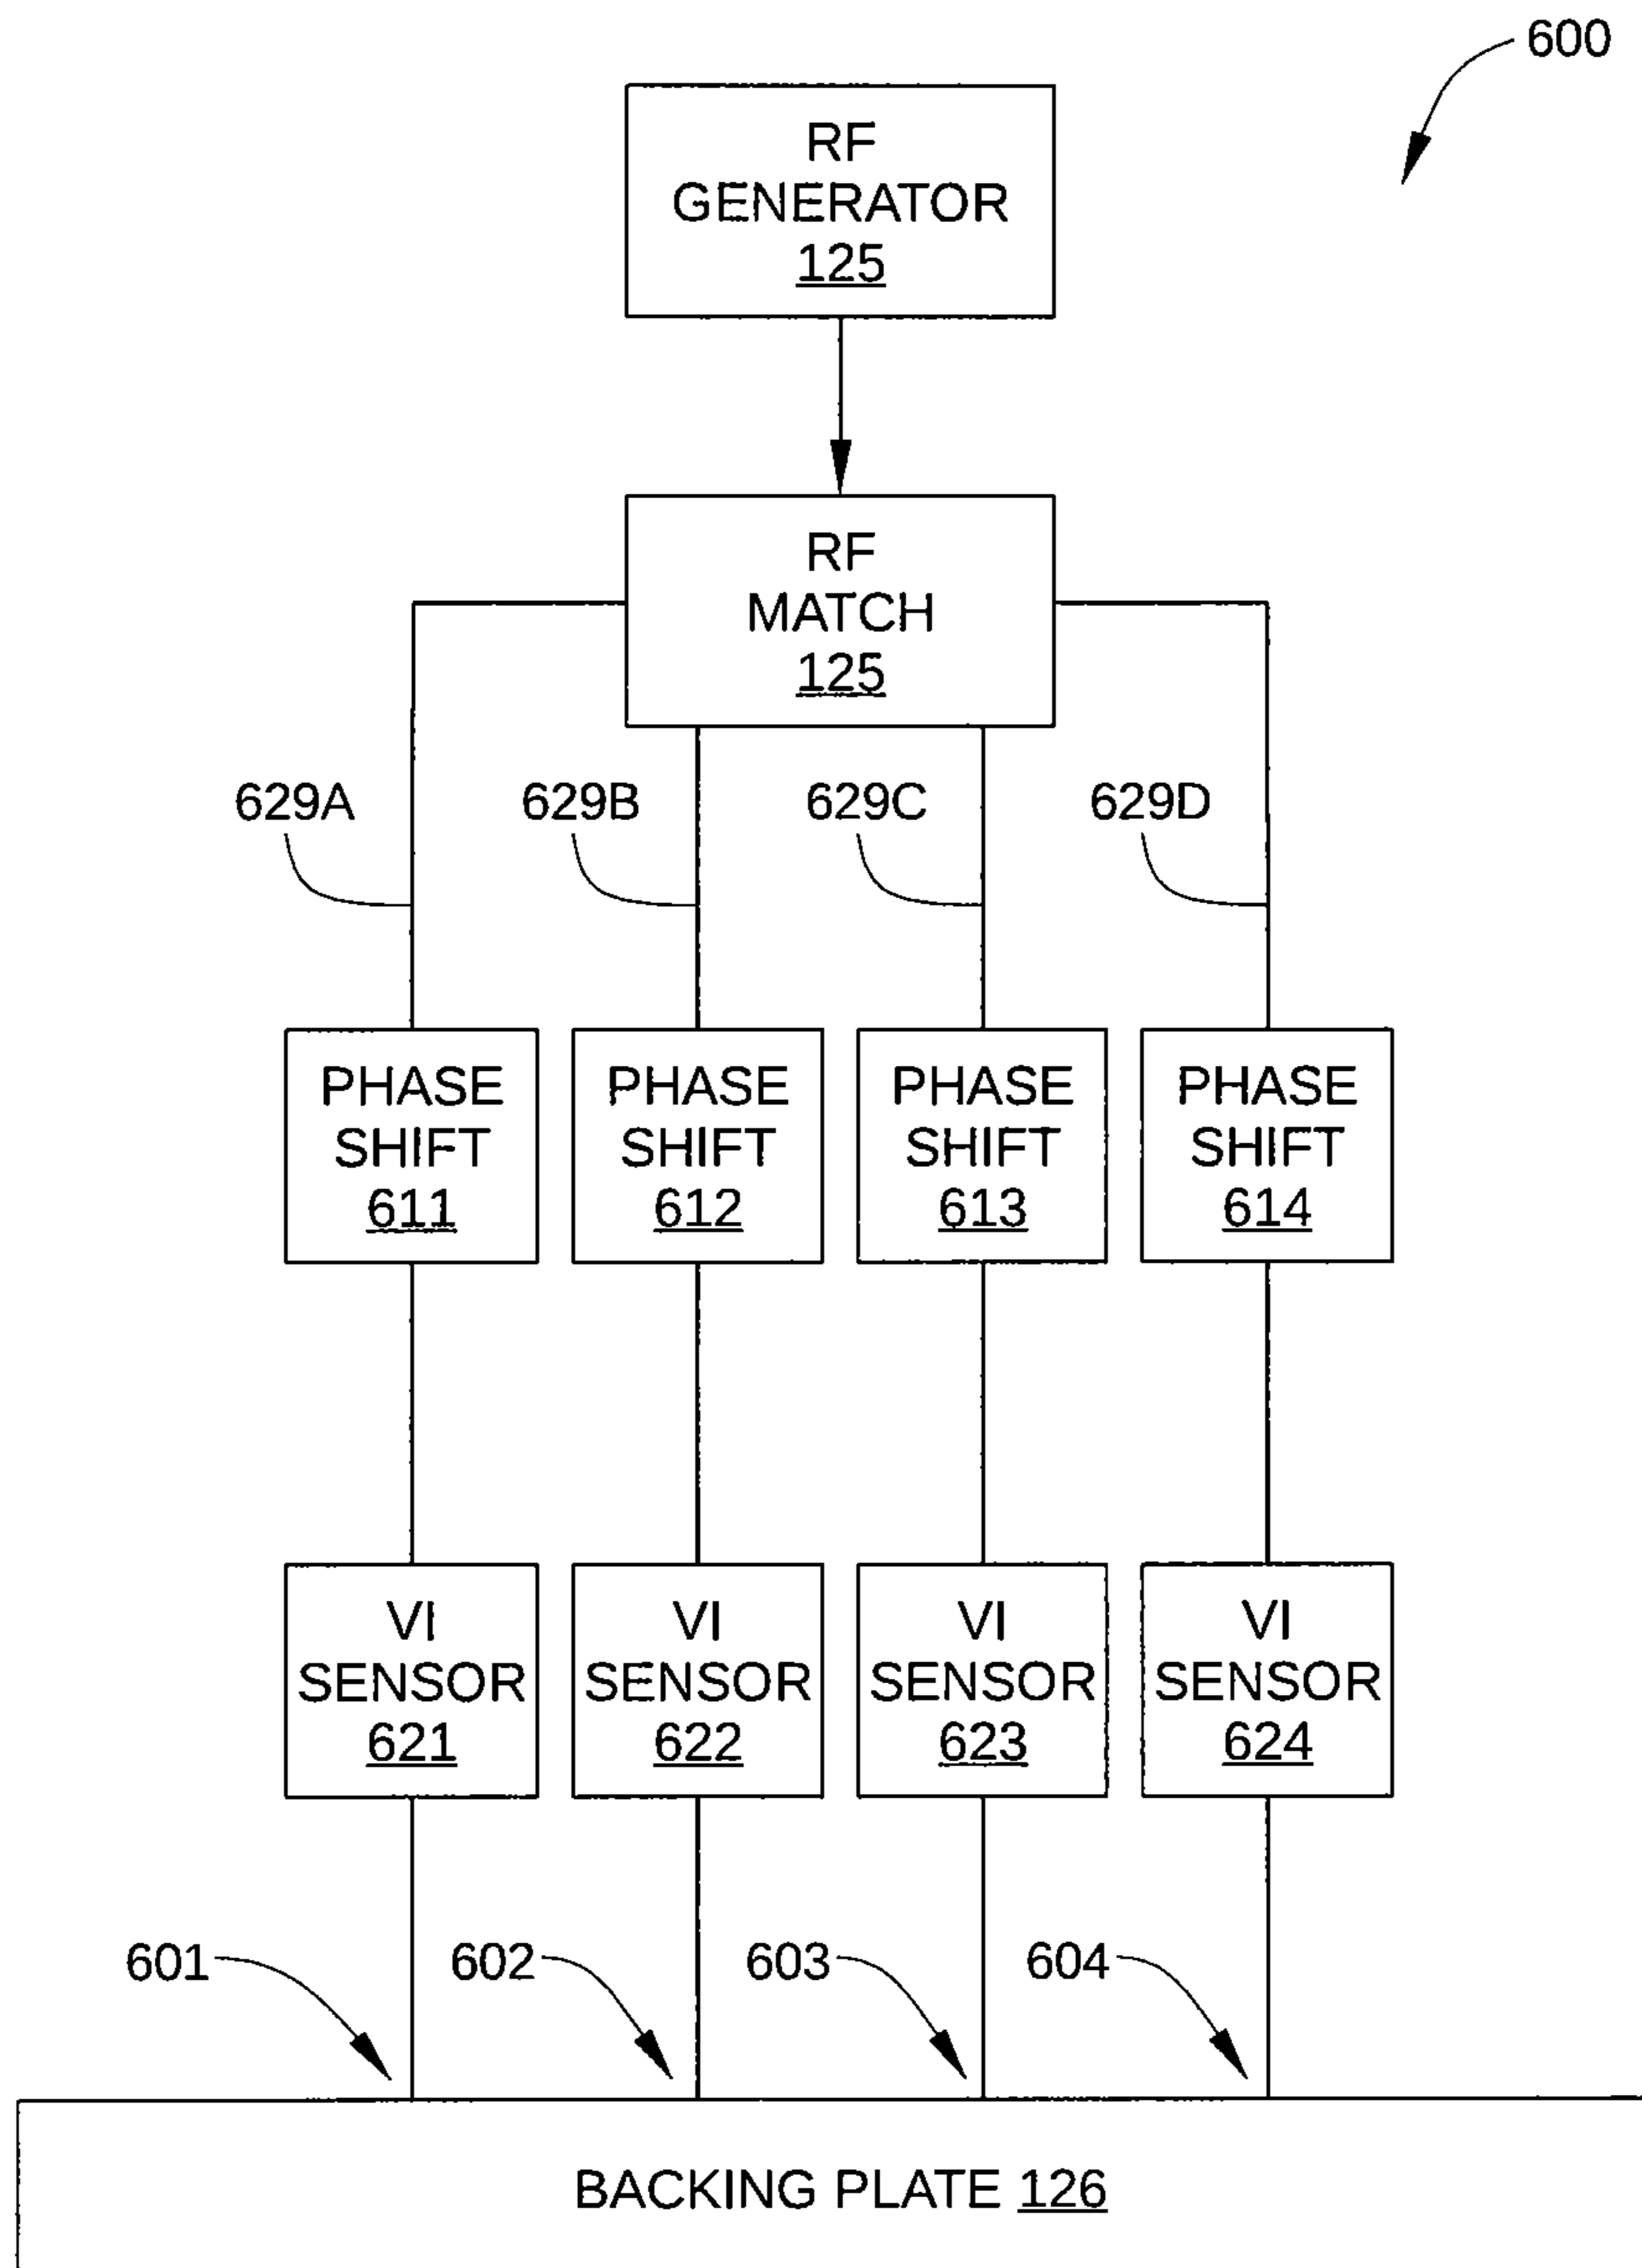 600
RF
GENERATOR
125
RF
MATCH
125
629A
629B
629C
629D
PHASE
SHIFT
611
PHASE
SHIFT
612
PHASE
SHIFT
613
PHASE
SHIFT
614
VI
SENSOR
621
VI
SENSOR
622
VI
SENSOR
623
VI
SENSOR
624
601
602
603
604
BACKING PLATE 126